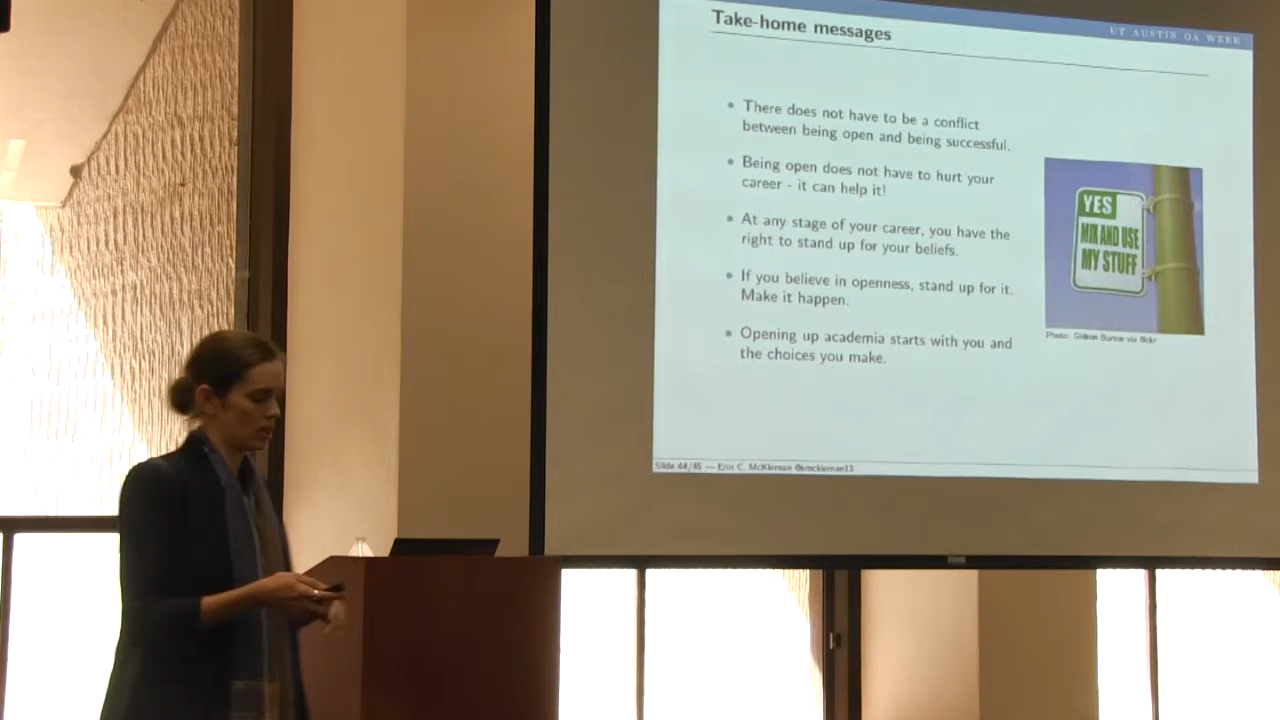 Take-home messages
UT AUSTIN OA WEEK
• There does not have to be a conflict
between being open and being successful.
• Being open does not have to hurt your
career - it can help it!
• At any stage of your career, you have the
right to stand up for your beliefs.
• If you believe in openness, stand up for it.
Make it happen.
• Opening up academia starts with you and
the choices you make.
YES
MIX AND USE
MY STUFF
Photo: Gideon Burton via flickr
Slide 44/45 — Erin C. McKiernan @emckiernan13